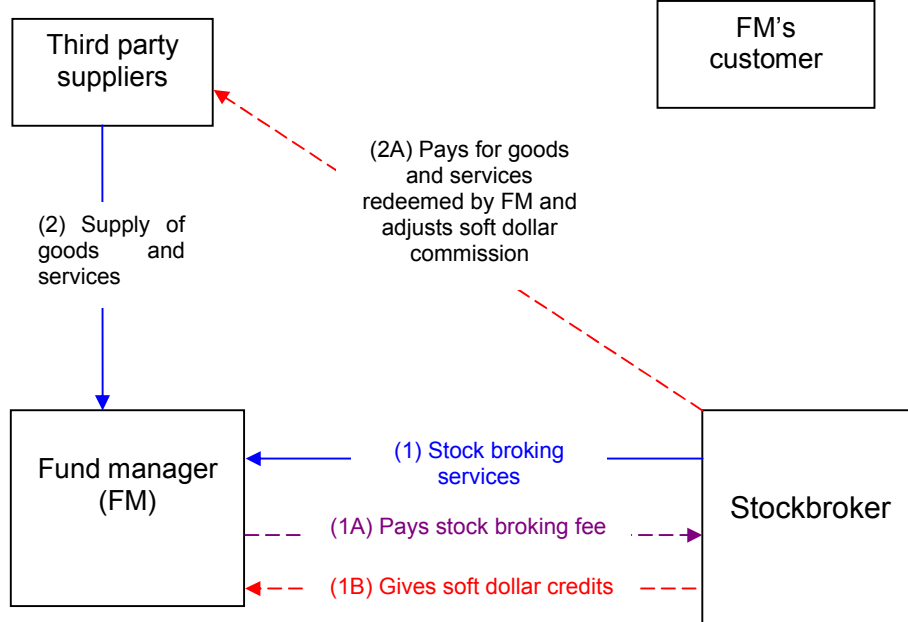 Third party
suppliers
FM’s
customer
(2A) Pays for goods
and services
redeemed by FM and
adjusts soft dollar
commission
(2) Supply of
goods and
services
Fund manager
(FM)
(1) Stock broking
services
(1A) Pays stock broking fee
(1B) Gives soft dollar credits
Stockbroker